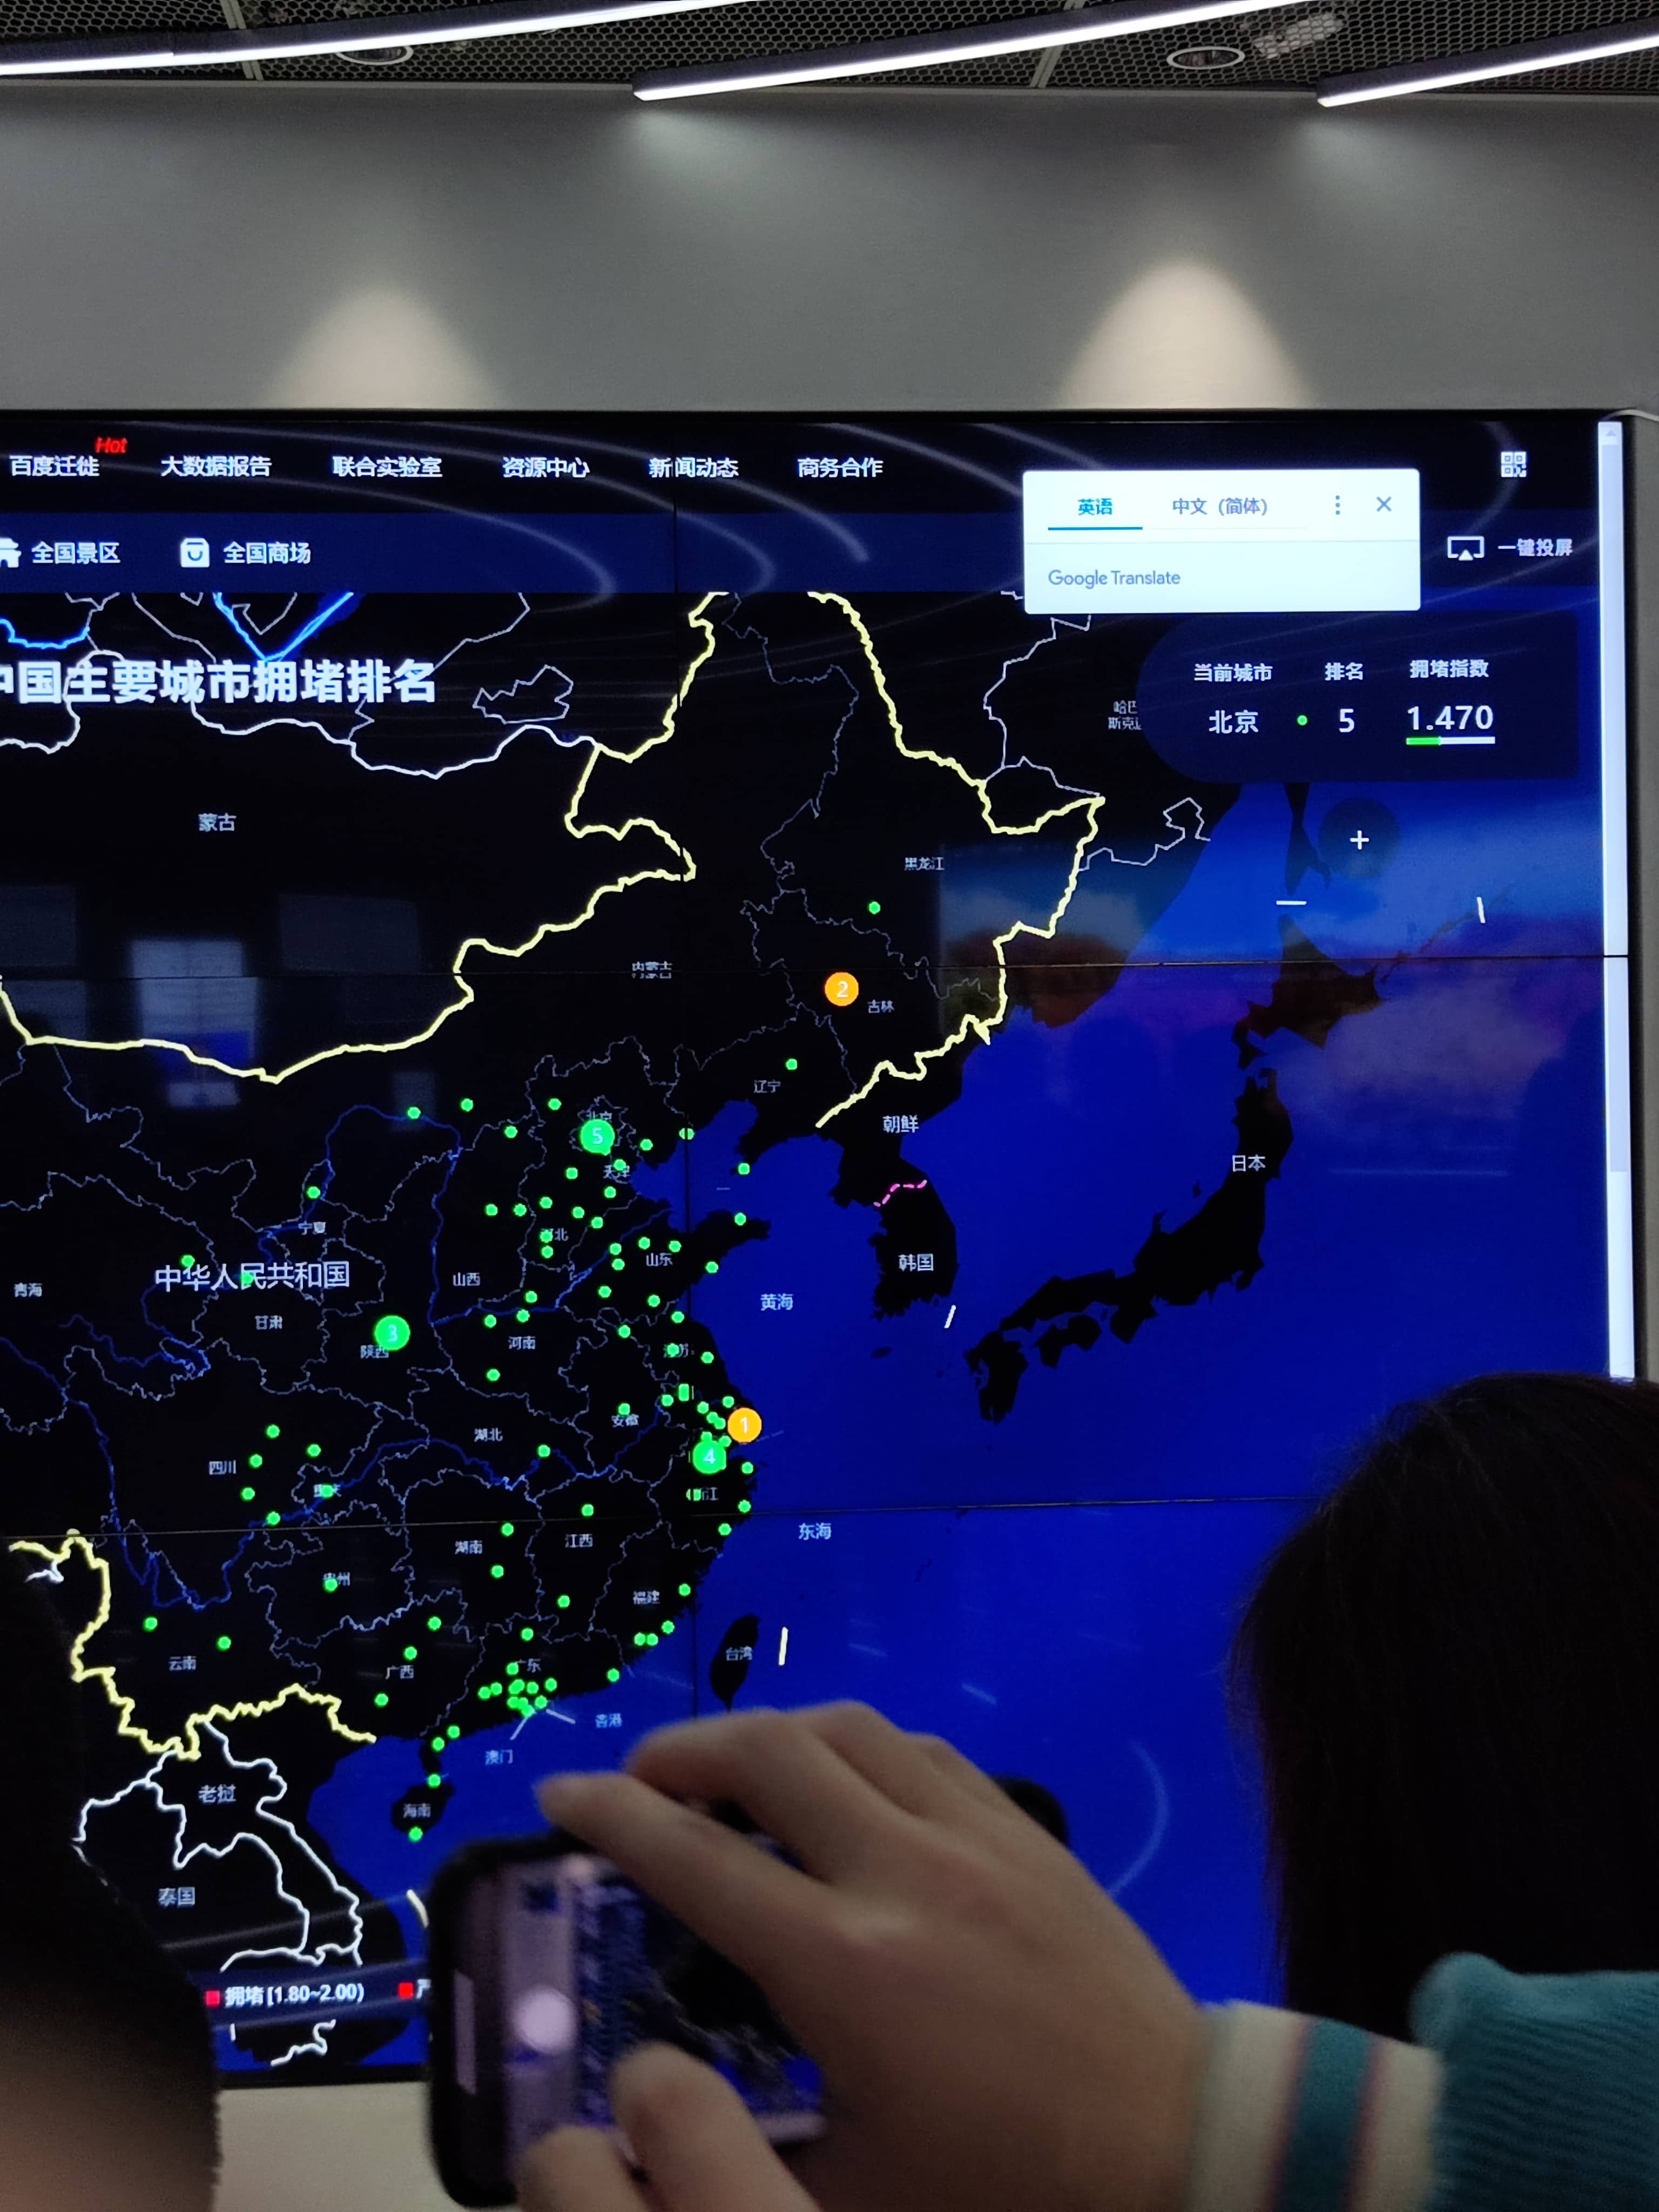 Hot
百度迁徙 大数据报告 联合实验室 资源中心 新闻动态 商务合作
英语 中文（简体）
全国景区 全国商场
一键投屏
Google Translate
中国主要城市拥堵排名
当前城市 排名 拥堵指数
北京 5 1.470
蒙古
黑龙江
内蒙古
2
吉林
辽宁
朝鲜
北京
5
天津
日本
宁夏
河北
山东
韩国
中华人民共和国
山西
青海
黄海
甘肃
3
陕西
河南
安徽
1
湖北
4
四川
重庆
东海
湖南
江西
贵州
福建
台湾
云南
广西
广东
香港
澳门
老挝
海南
泰国
拥堵 [1.80~2.00)